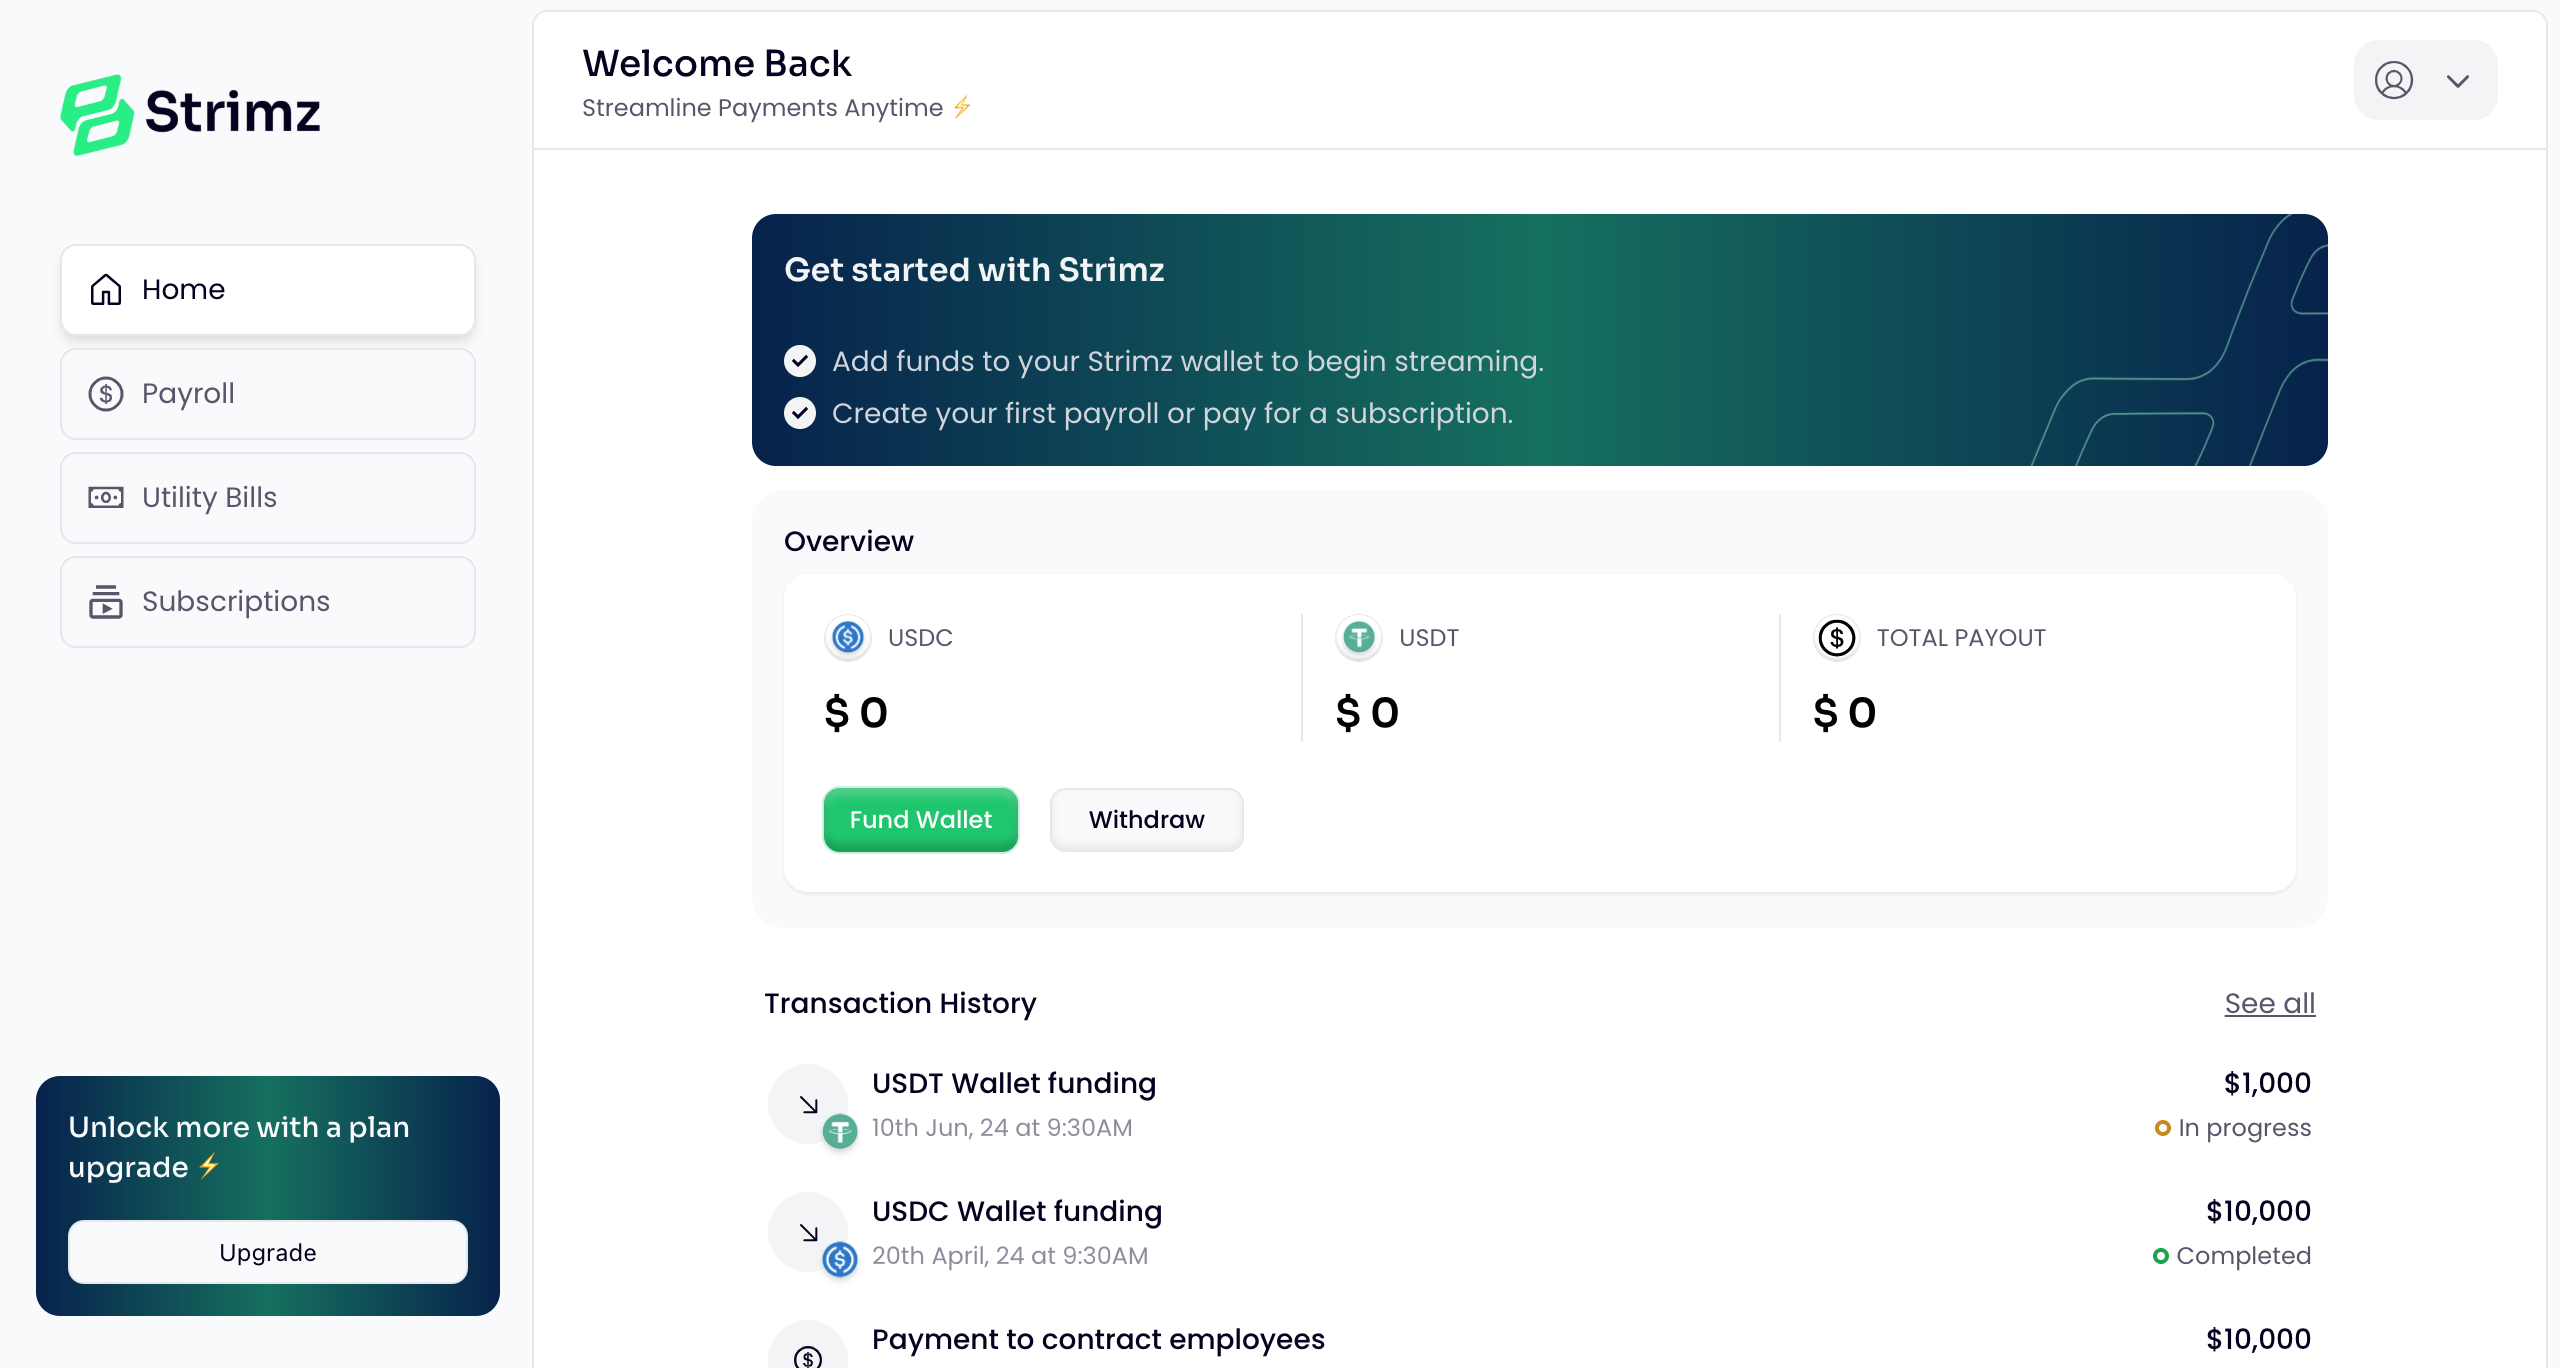 Strimz
Home
Payroll
Utility Bills
Subscriptions
Unlock more with a plan
upgrade ⚡
Upgrade
Welcome Back
Streamline Payments Anytime ⚡
Get started with Strimz
Add funds to your Strimz wallet to begin streaming.
Create your first payroll or pay for a subscription.
Overview
USDC
$ 0
USDT
$ 0
TOTAL PAYOUT
$ 0
Fund Wallet
Withdraw
Transaction History
See all
USDT Wallet funding
$1,000
10th Jun, 24 at 9:30AM
In progress
USDC Wallet funding
$10,000
20th April, 24 at 9:30AM
Completed
Payment to contract employees
$10,000